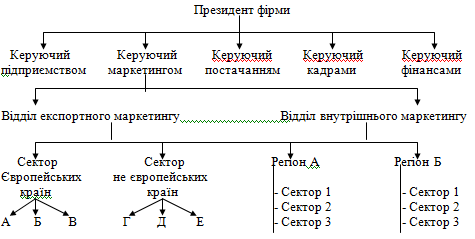 Президент фірми
Керуючий підприємством
Керуючий маркетингом
Керуючий постачанням
Керуючий кадрами
Керуючий фінансами
Відділ експортного маркетингу
Відділ внутрішнього маркетингу
Сектор
Європейських
країн
Сектор
не європейських
країн
Регіон А
Регіон Б
- Сектор 1
- Сектор 2
- Сектор 3
- Сектор 1
- Сектор 2
- Сектор 3
А Б В
Г Д Е